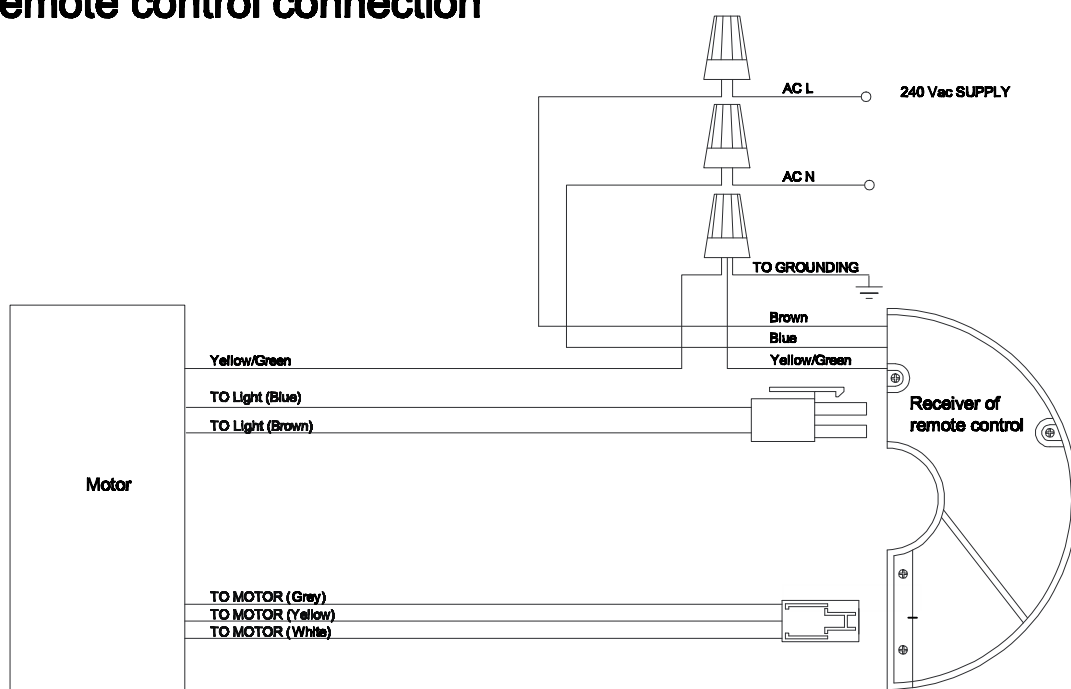 emote control connection
AC L
240 Vac SUPPLY
AC N
TO GROUNDING
Brown
Blue
Yellow/Green
Yellow/Green
TO Light (Blue)
TO Light (Brown)
Receiver of
remote control
Motor
TO MOTOR (Grey)
TO MOTOR (Yellow)
TO MOTOR (White)